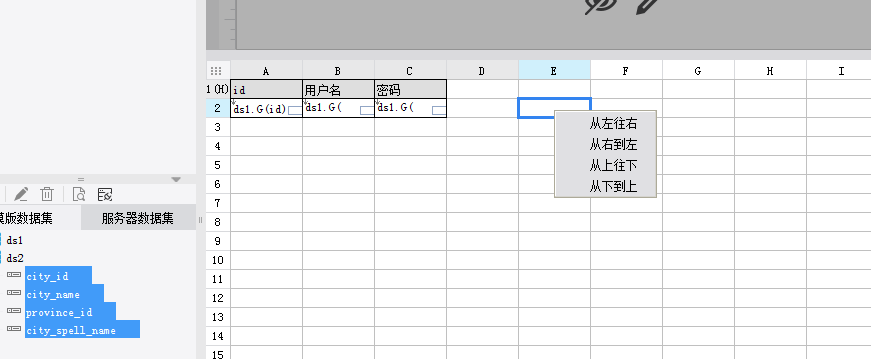 A B C D E F G H I
1(H) id 用户名 密码
2 ds1.G(id) ds1.G( ds1.G(
从左往右
3
从右到左
4
从上往下
5
从下到上
6
7
8
9
10
11
12
13
14
15
模版数据集 服务器数据集
ds1
ds2
city_id
city_name
province_id
city_spell_name